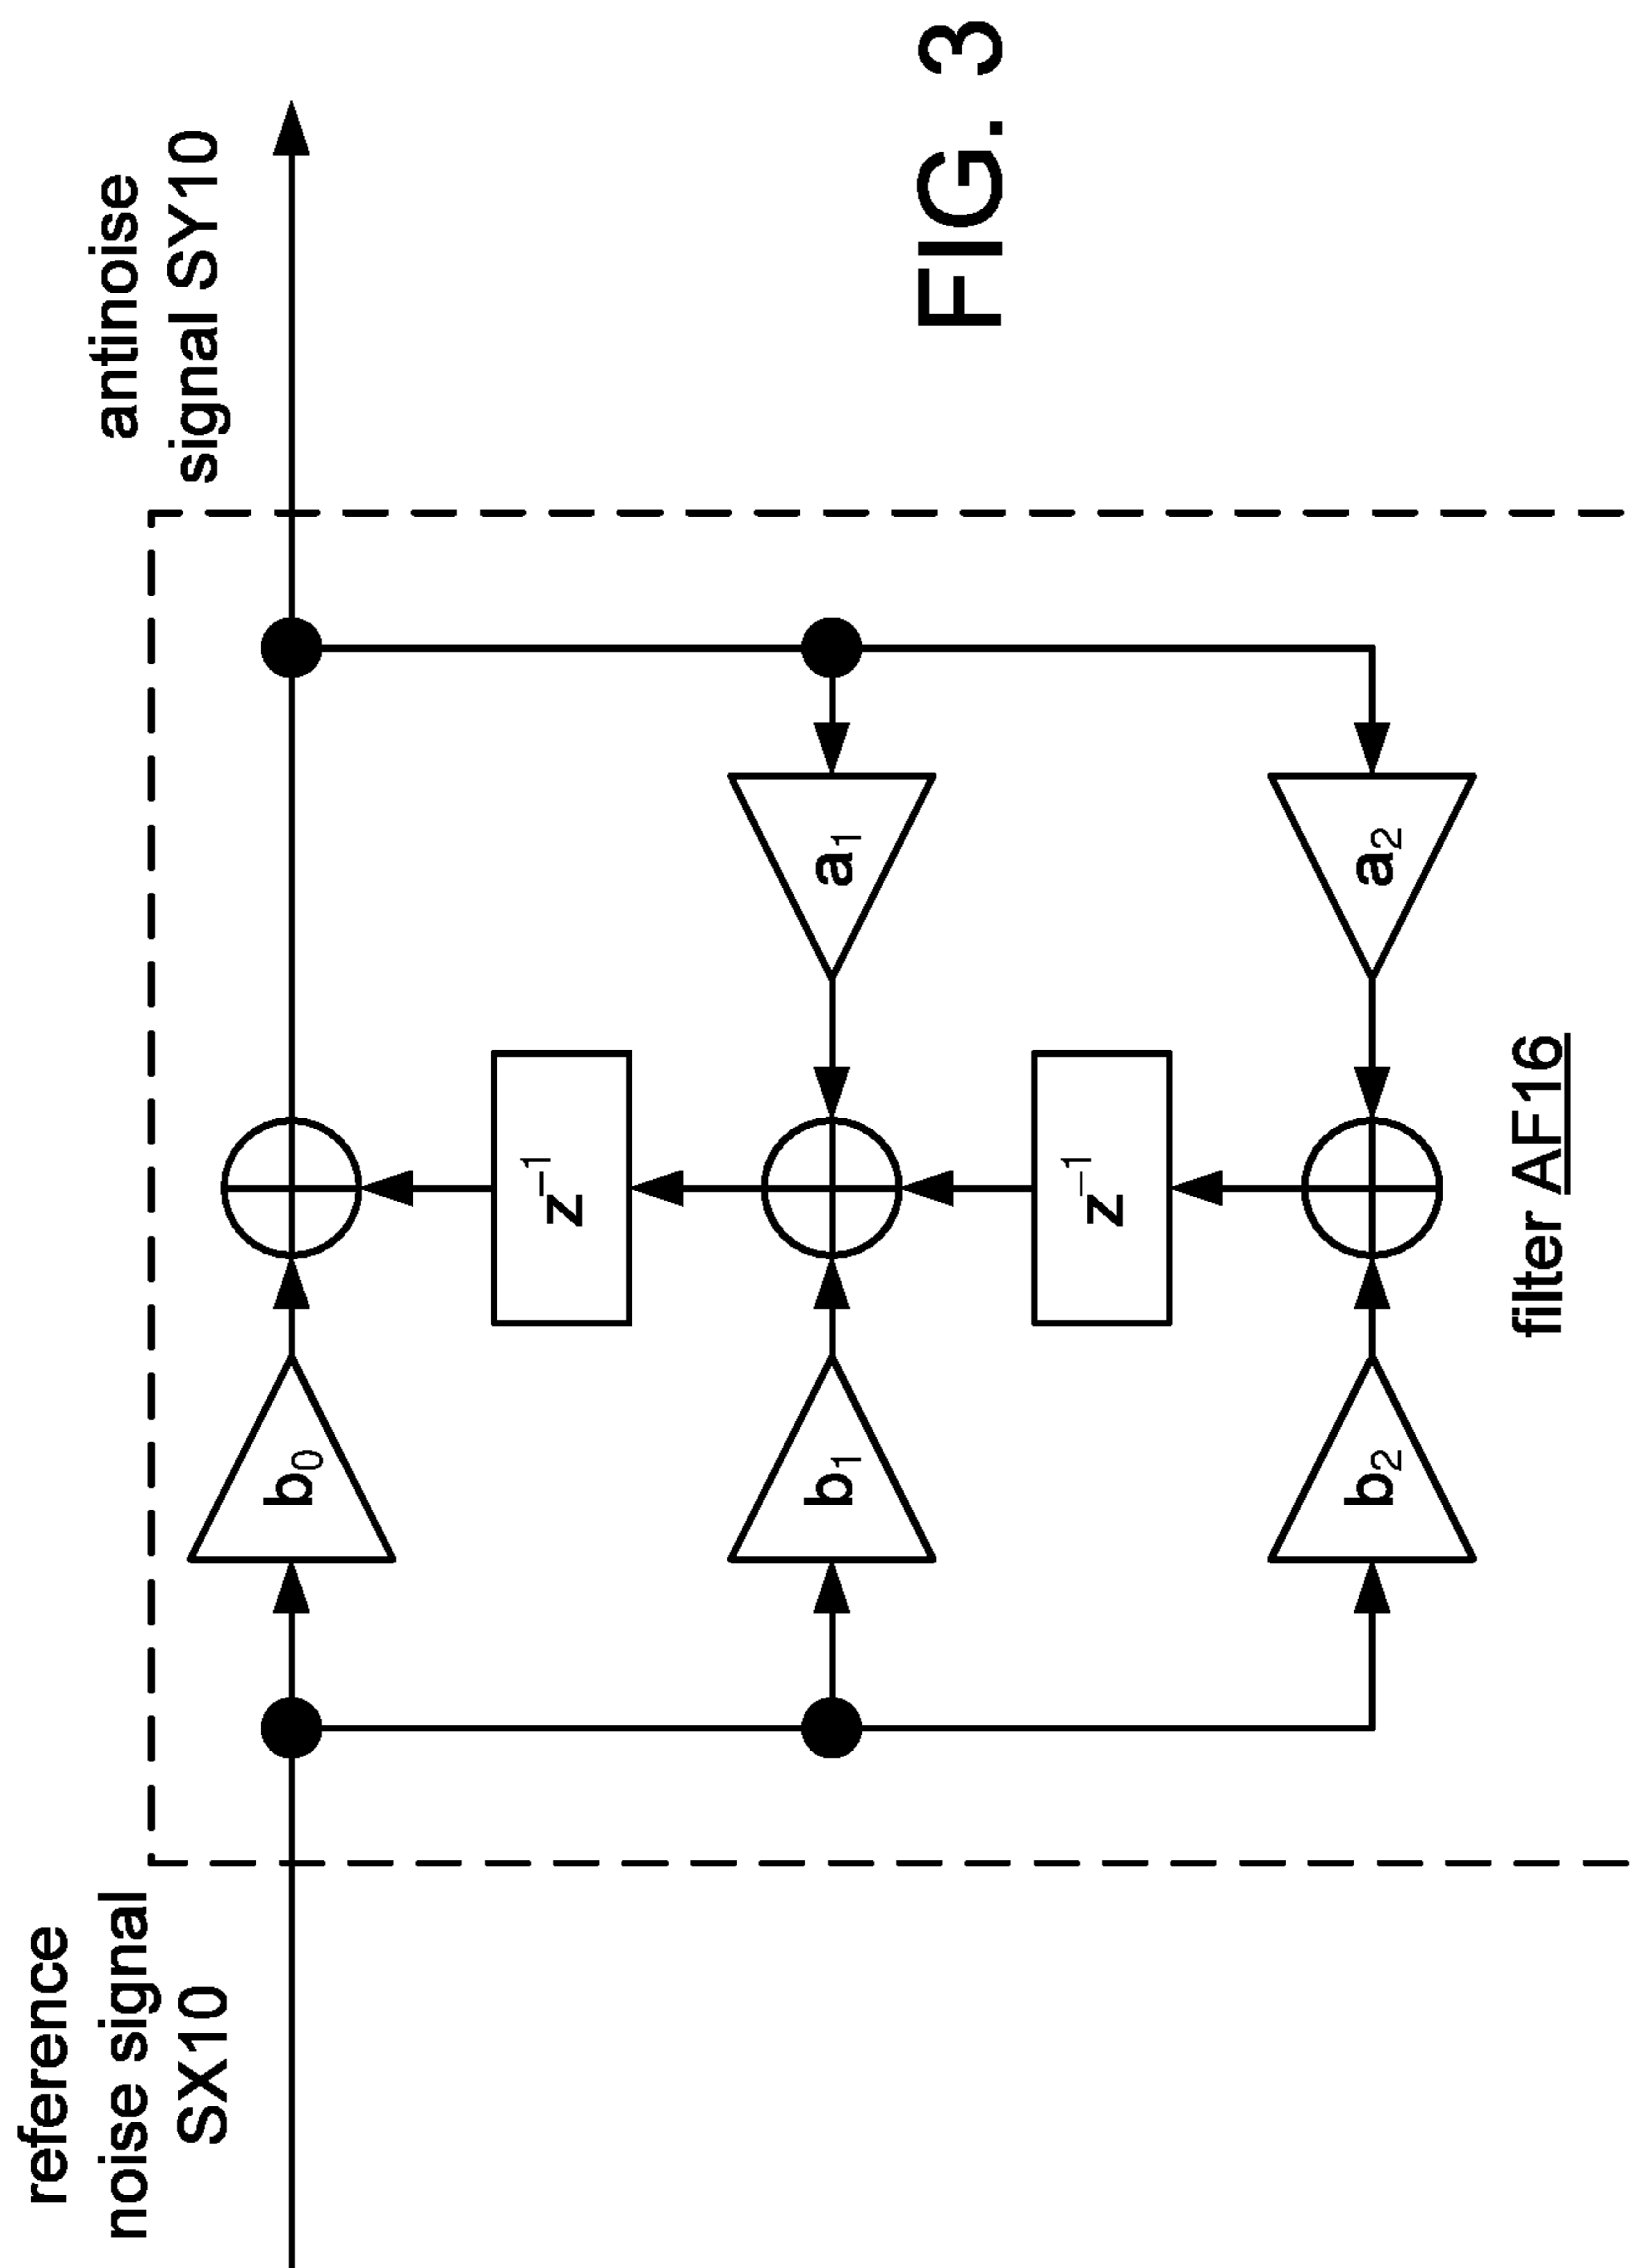 reference
noise signal
SX10
antinoise
signal SY10
b₀
z⁻¹
b₁
a₁
z⁻¹
b₂
a₂
filter AF16
FIG. 3